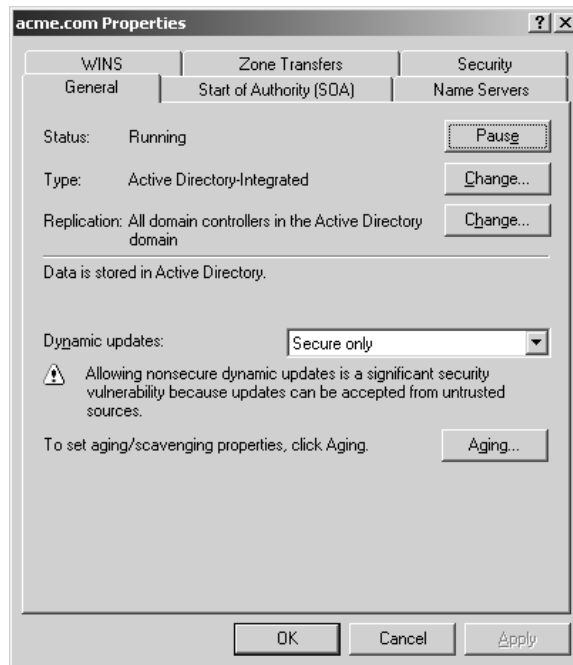 acme.com Properties
WINS Zone Transfers Security
General Start of Authority (SOA) Name Servers
Status: Running Pause
Type: Active Directory-Integrated Change...
Replication: All domain controllers in the Active Directory Change...
domain
Data is stored in Active Directory.
Dynamic updates: Secure only
Allowing nonsecure dynamic updates is a significant security
vulnerability because updates can be accepted from untrusted
sources.
To set aging/scavenging properties, click Aging. Aging...
OK Cancel Apply